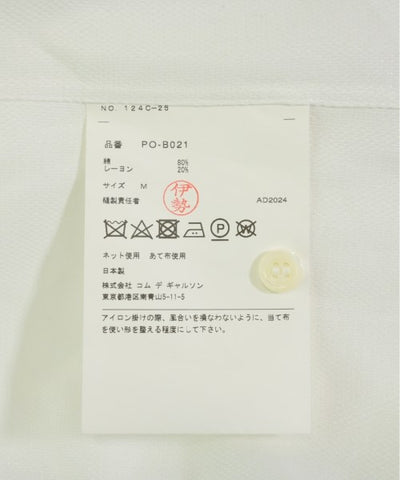 NO. 124C-25
品番 PO-B021
綿 80%
レーヨン 20%
サイズ M
縫製責任者 伊勢 AD2024
ネット使用 あて布使用
日本製
株式会社 コム デ ギャルソン
東京都港区南青山5-11-5
アイロン掛けの際、風合いを損なわないように、当て布
を使い形を整える程度にして下さい。